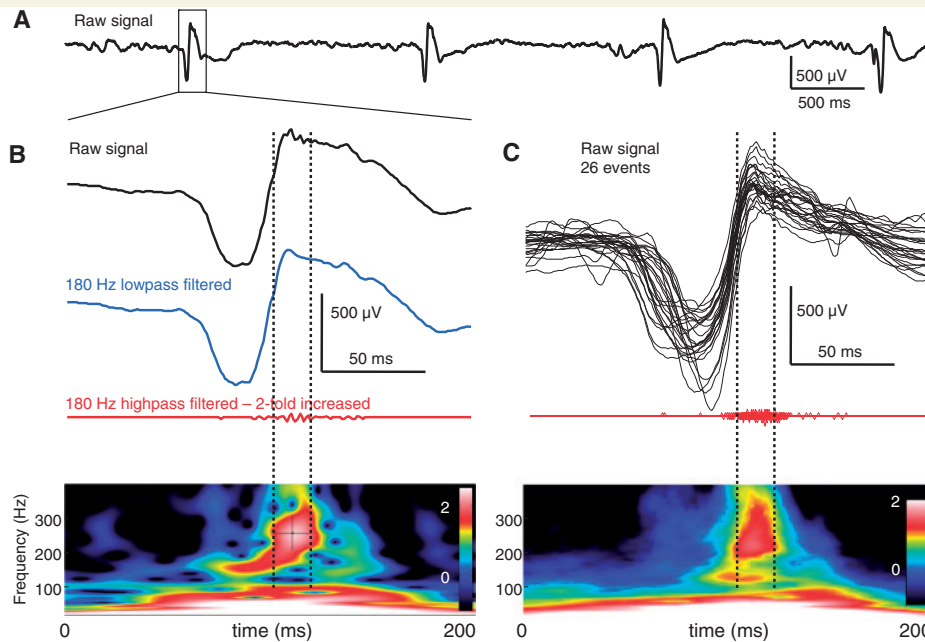 A
Raw signal
500 µV
500 ms
B
Raw signal
180 Hz lowpass filtered
500 µV
50 ms
180 Hz highpass filtered – 2-fold increased
C
Raw signal
26 events
500 µV
50 ms
Frequency (Hz)
300
200
100
2
0
0
time (ms)
200
300
200
100
2
0
0
time (ms)
200